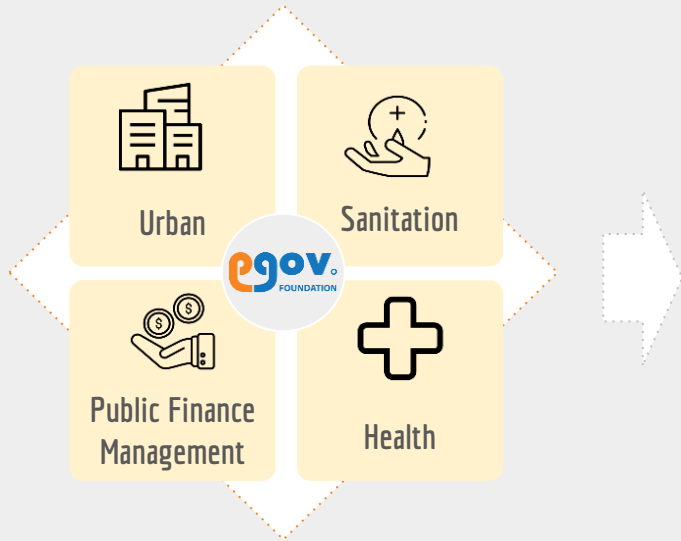 Urban
Sanitation
egov.
FOUNDATION
Public Finance
Management
Health